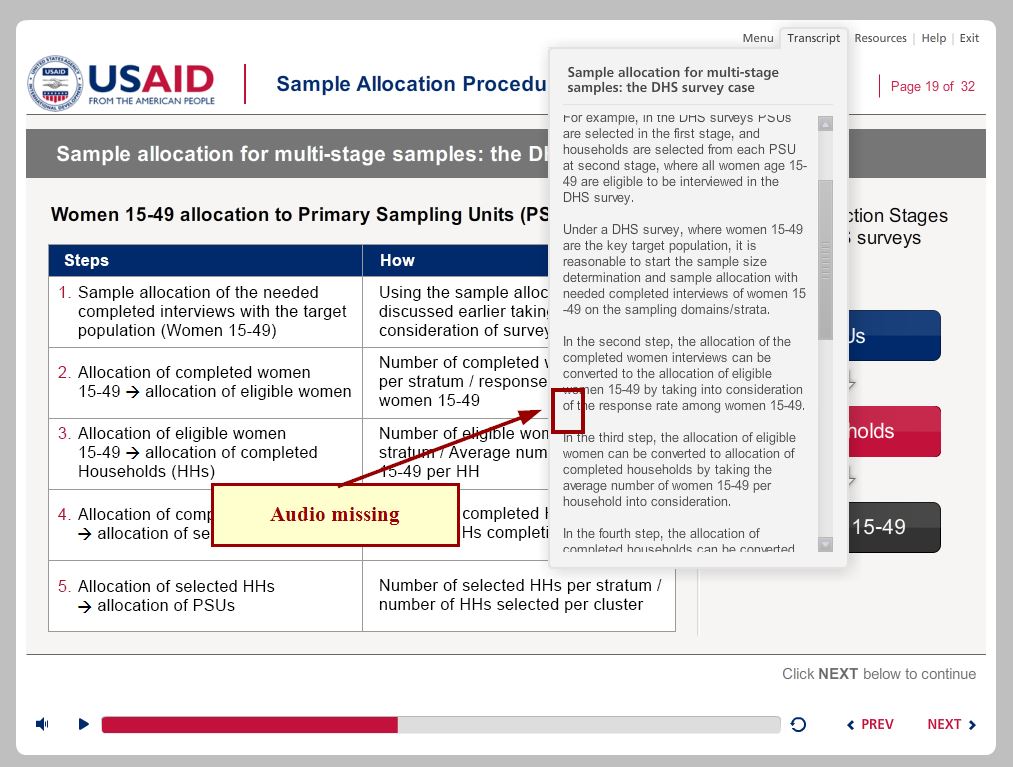 Menu
Transcript
Resources | Help | Exit
UNITED STATES AGENCY
USAID
INTERNATIONAL DEVELOPMENT
USAID
FROM THE AMERICAN PEOPLE
Sample Allocation Procedu
Page 19 of 32
Sample allocation for multi-stage samples: the D
Women 15-49 allocation to Primary Sampling Units (PS
Steps
How
1. Sample allocation of the needed
completed interviews with the target
population (Women 15-49)
Using the sample alloc
discussed earlier taking
consideration of survey
2. Allocation of completed women
15-49 → allocation of eligible women
Number of completed w
per stratum / response
women 15-49
3. Allocation of eligible women
15-49 → allocation of completed
Households (HHs)
Number of eligible wom
stratum / Average num
15-49 per HH
4. Allocation of comp
→ allocation of se
completed H
HHs completi
5. Allocation of selected HHs
→ allocation of PSUs
Number of selected HHs per stratum /
number of HHs selected per cluster
Audio missing
Sample allocation for multi-stage
samples: the DHS survey case
For example, in the DHS surveys PSUs
are selected in the first stage, and
households are selected from each PSU
at second stage, where all women age 15-
49 are eligible to be interviewed in the
DHS survey.
Under a DHS survey, where women 15-49
are the key target population, it is
reasonable to start the sample size
determination and sample allocation with
needed completed interviews of women 15
-49 on the sampling domains/strata.
In the second step, the allocation of the
completed women interviews can be
converted to the allocation of eligible
women 15-49 by taking into consideration
of the response rate among women 15-49.
In the third step, the allocation of eligible
women can be converted to allocation of
completed households by taking the
average number of women 15-49 per
household into consideration.
In the fourth step, the allocation of
completed households can be converted
ction Stages
S surveys
Us
holds
15-49
Click NEXT below to continue
PREV
NEXT